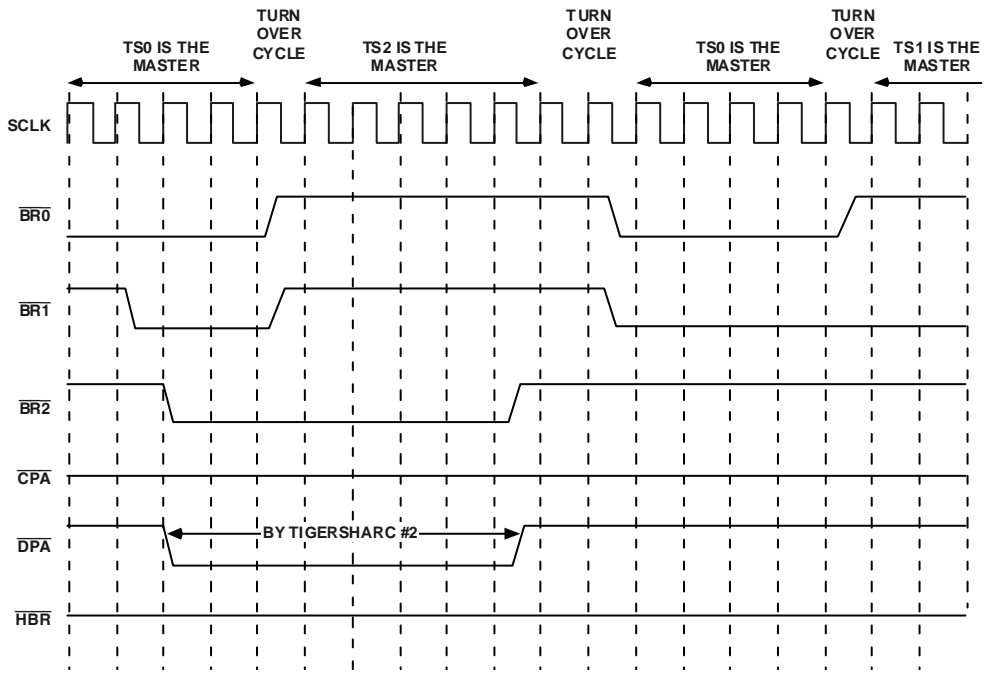 TURN
OVER
CYCLE
TURN
OVER
CYCLE
TURN
OVER
CYCLE
TS0 IS THE
MASTER
TS2 IS THE
MASTER
TS0 IS THE
MASTER
TS1 IS THE
MASTER
SCLK
BR0
BR1
BR2
CPA
DPA
BY TIGERSHARC #2
HBR